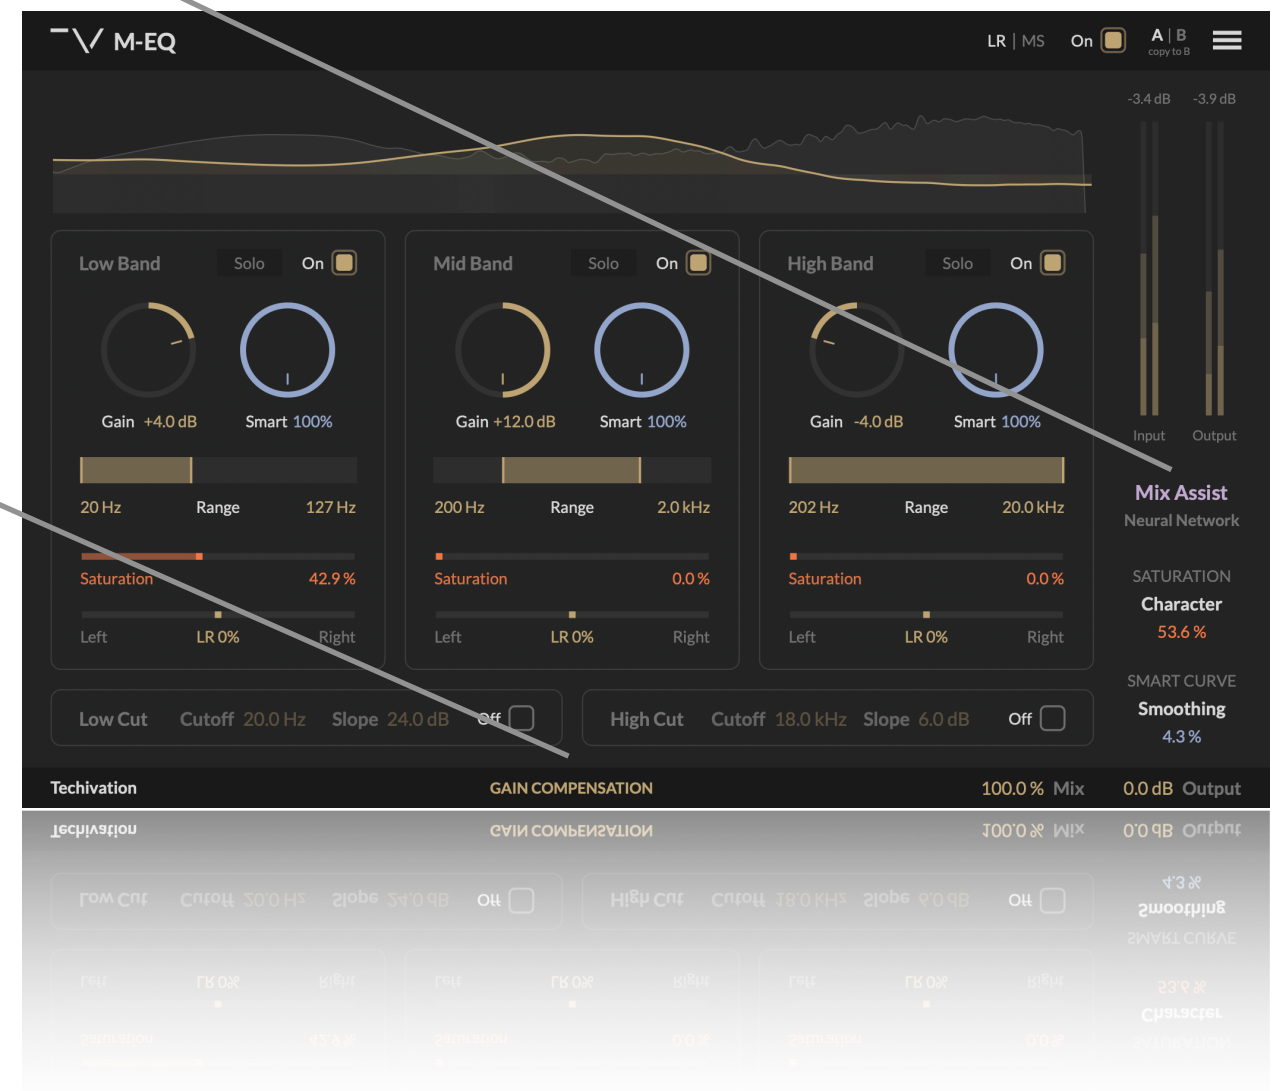 M-EQ
LR | MS On A | B
copy to B
-3.4 dB -3.9 dB
Low Band Solo On
Gain +4.0 dB Smart 100%
20 Hz Range 127 Hz
Saturation 42.9 %
Left LR 0% Right
Mid Band Solo On
Gain +12.0 dB Smart 100%
200 Hz Range 2.0 kHz
Saturation 0.0 %
Left LR 0% Right
High Band Solo On
Gain -4.0 dB Smart 100%
202 Hz Range 20.0 kHz
Saturation 0.0 %
Left LR 0% Right
Input Output
Mix Assist
Neural Network
SATURATION
Character
53.6 %
SMART CURVE
Smoothing
4.3 %
Low Cut Cutoff 20.0 Hz Slope 24.0 dB Off
High Cut Cutoff 18.0 kHz Slope 6.0 dB Off
Techivation GAIN COMPENSATION 100.0 % Mix 0.0 dB Output